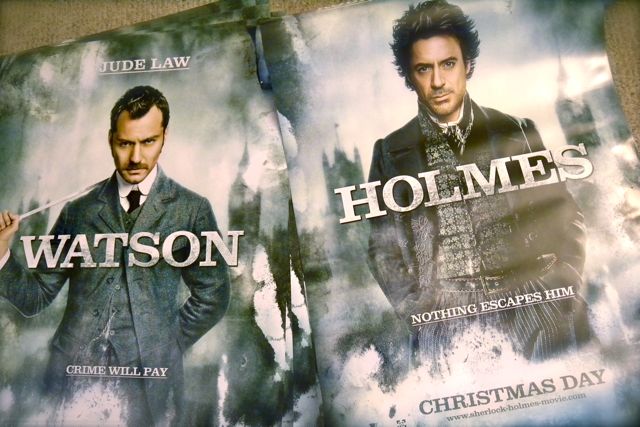 JUDE LAW
WATSON
CRIME WILL PAY
HOLMES
NOTHING ESCAPES HIM
CHRISTMAS DAY
www.sherlock-holmes-movie.com